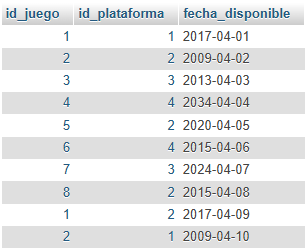 id_juego id_plataforma fecha_disponible
1 1 2017-04-01
2 2 2009-04-02
3 3 2013-04-03
4 4 2034-04-04
5 2 2020-04-05
6 4 2015-04-06
7 3 2024-04-07
8 2 2015-04-08
1 2 2017-04-09
2 1 2009-04-10